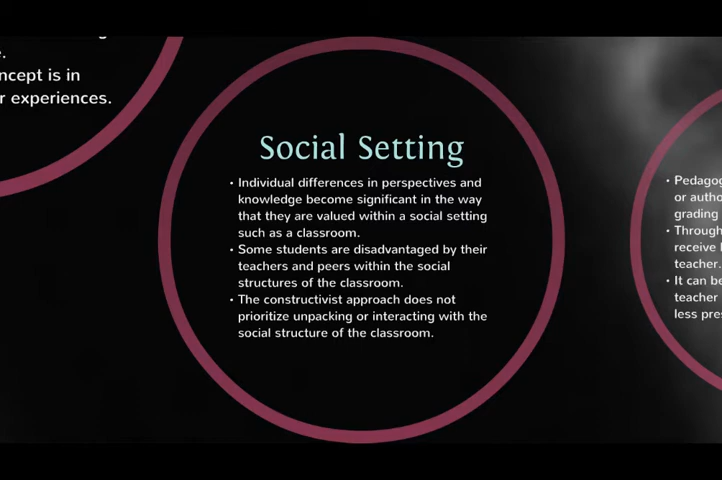 ncept is in
r experiences.
Social Setting
• Individual differences in perspectives and
knowledge become significant in the way
that they are valued within a social setting
such as a classroom.
• Some students are disadvantaged by their
teachers and peers within the social
structures of the classroom.
• The constructivist approach does not
prioritize unpacking or interacting with the
social structure of the classroom.
• Pedagog
or autho
grading
• Through
receive
teacher.
• It can be
teacher
less pre